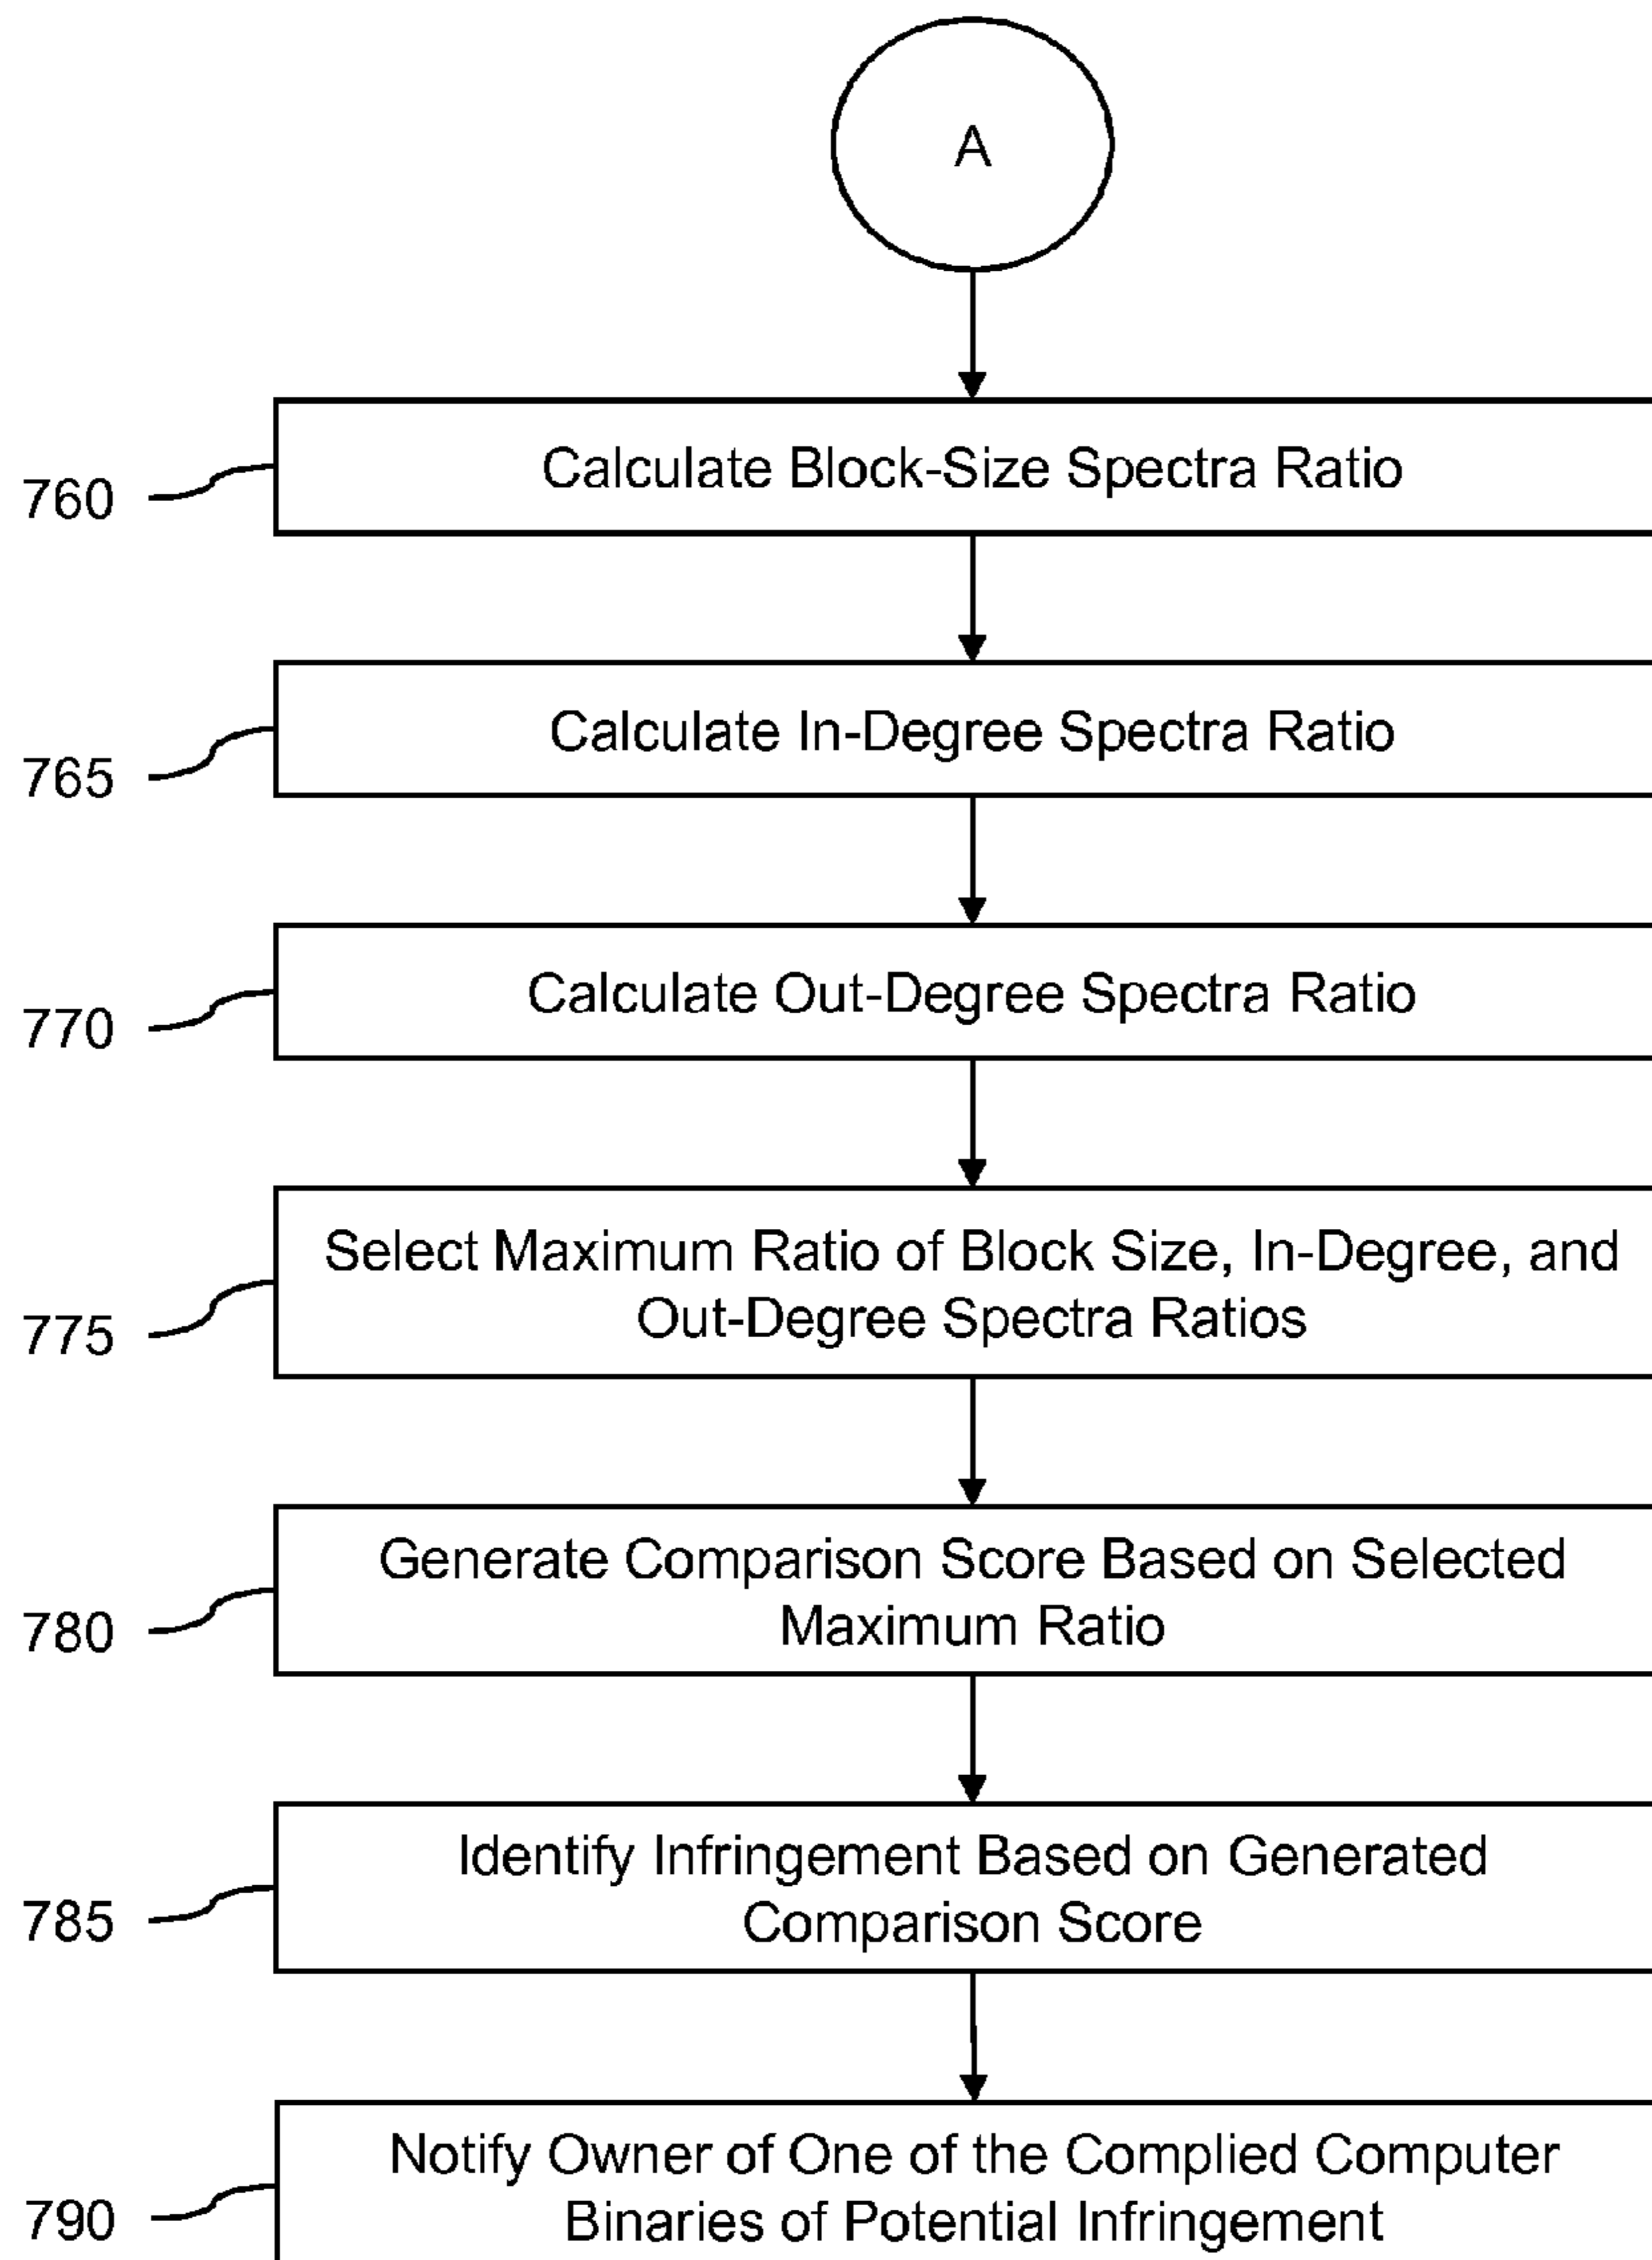 A
Calculate Block-Size Spectra Ratio
760
Calculate In-Degree Spectra Ratio
765
Calculate Out-Degree Spectra Ratio
770
Select Maximum Ratio of Block Size, In-Degree, and
Out-Degree Spectra Ratios
775
Generate Comparison Score Based on Selected
Maximum Ratio
780
Identify Infringement Based on Generated
Comparison Score
785
Notify Owner of One of the Complied Computer
Binaries of Potential Infringement
790